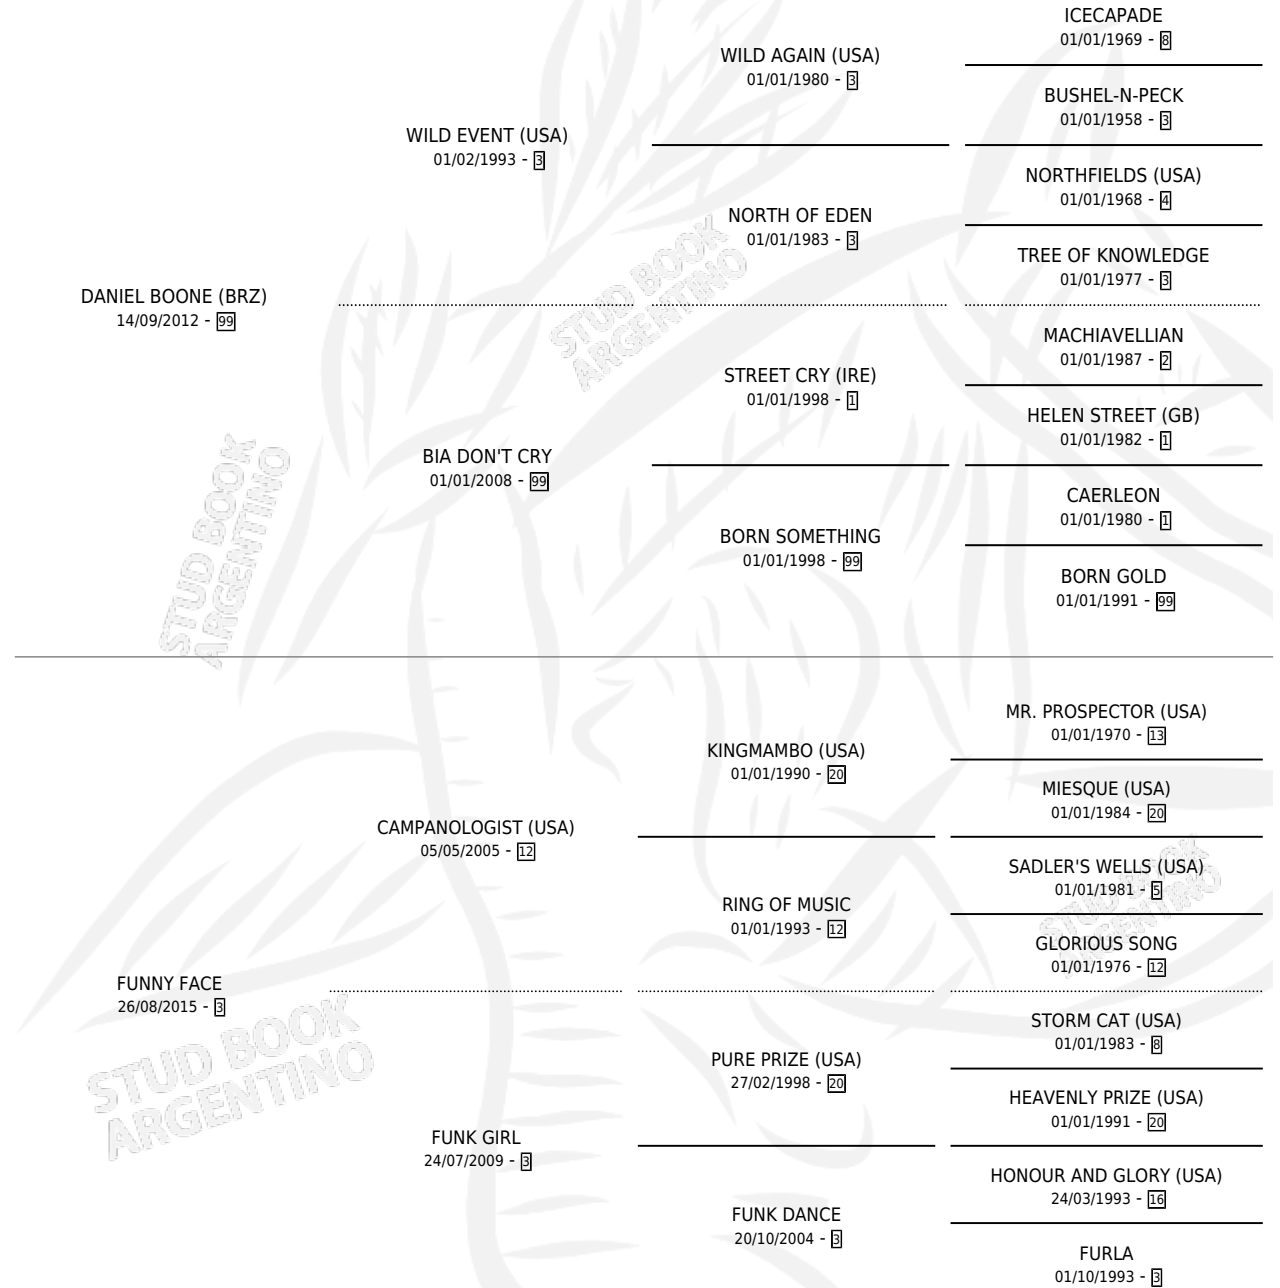 ICECAPADE
01/01/1969 - 8
WILD AGAIN (USA)
01/01/1980 - 3
BUSHEL-N-PECK
01/01/1958 - 3
WILD EVENT (USA)
01/02/1993 - 3
NORTHFIELDS (USA)
01/01/1968 - 4
NORTH OF EDEN
01/01/1983 - 3
TREE OF KNOWLEDGE
01/01/1977 - 3
DANIEL BOONE (BRZ)
14/09/2012 - 99
MACHIAVELLIAN
01/01/1987 - 2
STREET CRY (IRE)
01/01/1998 - 1
HELEN STREET (GB)
01/01/1982 - 1
BIA DON'T CRY
01/01/2008 - 99
CAERLEON
01/01/1980 - 1
BORN SOMETHING
01/01/1998 - 99
BORN GOLD
01/01/1991 - 99
STUD BOOK
ARGENTINO
STUD BOOK
ARGENTINO
MR. PROSPECTOR (USA)
01/01/1970 - 13
KINGMAMBO (USA)
01/01/1990 - 20
MIESQUE (USA)
01/01/1984 - 20
CAMPANOLOGIST (USA)
05/05/2005 - 12
SADLER'S WELLS (USA)
01/01/1981 - 5
RING OF MUSIC
01/01/1993 - 12
GLORIOUS SONG
01/01/1976 - 12
FUNNY FACE
26/08/2015 - 3
STORM CAT (USA)
01/01/1983 - 8
PURE PRIZE (USA)
27/02/1998 - 20
HEAVENLY PRIZE (USA)
01/01/1991 - 20
FUNK GIRL
24/07/2009 - 3
HONOUR AND GLORY (USA)
24/03/1993 - 16
FUNK DANCE
20/10/2004 - 3
FURLA
01/10/1993 - 3
STUD BOOK
ARGENTINO
STUD BOOK
ARGENTINO